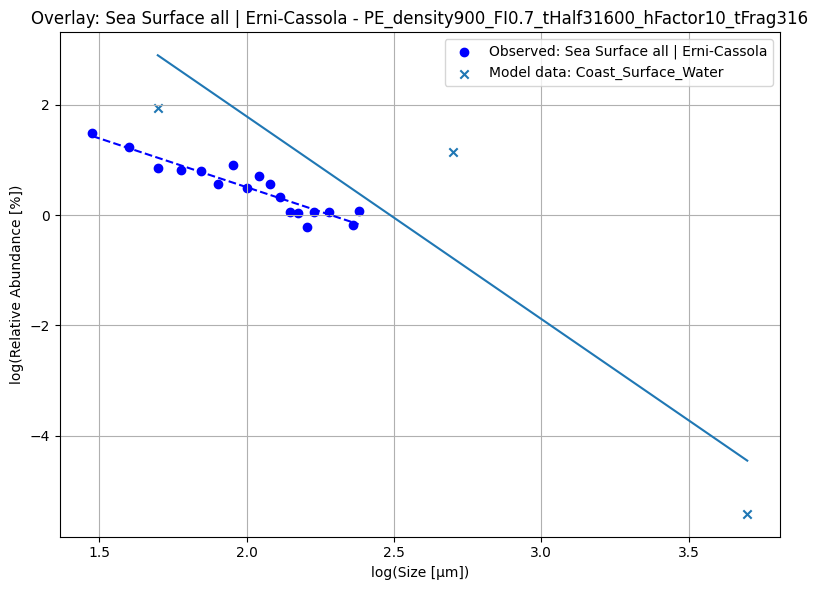 Overlay: Sea Surface all | Erni-Cassola - PE_density900_FI0.7_tHalf31600_hFactor10_tFrag316
Observed: Sea Surface all | Erni-Cassola
Model data: Coast_Surface_Water
log(Relative Abundance [%])
2
0
−2
−4
1.5 2.0 2.5 3.0 3.5
log(Size [µm])